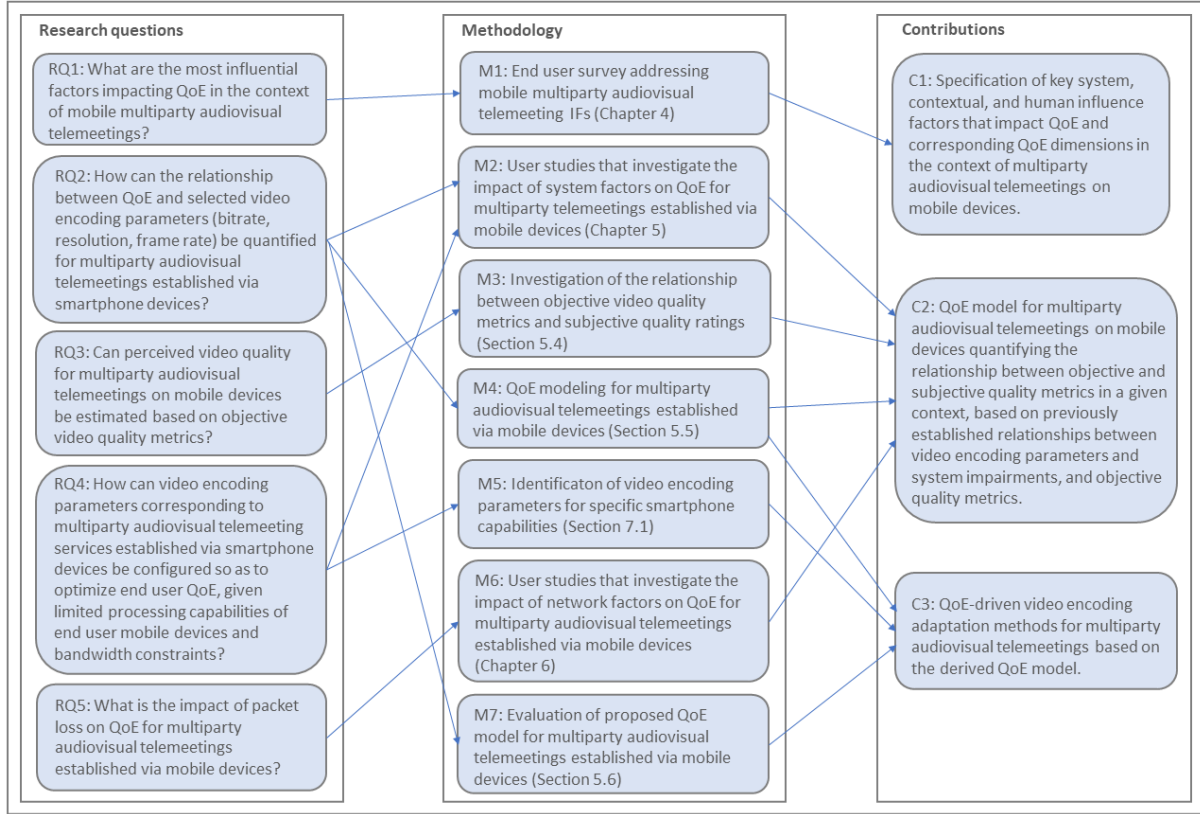 Research questions
RQ1: What are the most influential
factors impacting QoE in the context
of mobile multiparty audiovisual
telemeetings?
RQ2: How can the relationship
between QoE and selected video
encoding parameters (bitrate,
resolution, frame rate) be quantified
for multiparty audiovisual
telemeetings established via
smartphone devices?
RQ3: Can perceived video quality
for multiparty audiovisual
telemeetings on mobile devices
be estimated based on objective
video quality metrics?
RQ4: How can video encoding
parameters corresponding to
multiparty audiovisual telemeeting
services established via smartphone
devices be configured so as to
optimize end user QoE, given
limited processing capabilities of
end user mobile devices and
bandwidth constraints?
RQ5: What is the impact of packet
loss on QoE for multiparty
audiovisual telemeetings
established via mobile devices?
Methodology
M1: End user survey addressing
mobile multiparty audiovisual
telemeeting IFs (Chapter 4)
M2: User studies that investigate the
impact of system factors on QoE for
multiparty telemeetings established via
mobile devices (Chapter 5)
M3: Investigation of the relationship
between objective video quality
metrics and subjective quality ratings
(Section 5.4)
M4: QoE modeling for multiparty
audiovisual telemeetings established
via mobile devices (Section 5.5)
M5: Identificaton of video encoding
parameters for specific smartphone
capabilities (Section 7.1)
M6: User studies that investigate the
impact of network factors on QoE for
multiparty audiovisual telemeetings
established via mobile devices
(Chapter 6)
M7: Evaluation of proposed QoE
model for multiparty audiovisual
telemeetings established via mobile
devices (Section 5.6)
Contributions
C1: Specification of key system,
contextual, and human influence
factors that impact QoE and
corresponding QoE dimensions in
the context of multiparty
audiovisual telemeetings on
mobile devices.
C2: QoE model for multiparty
audiovisual telemeetings on mobile
devices quantifying the
relationship between objective and
subjective quality metrics in a given
context, based on previously
established relationships between
video encoding parameters and
system impairments, and objective
quality metrics.
C3: QoE-driven video encoding
adaptation methods for multiparty
audiovisual telemeetings based on
the derived QoE model.